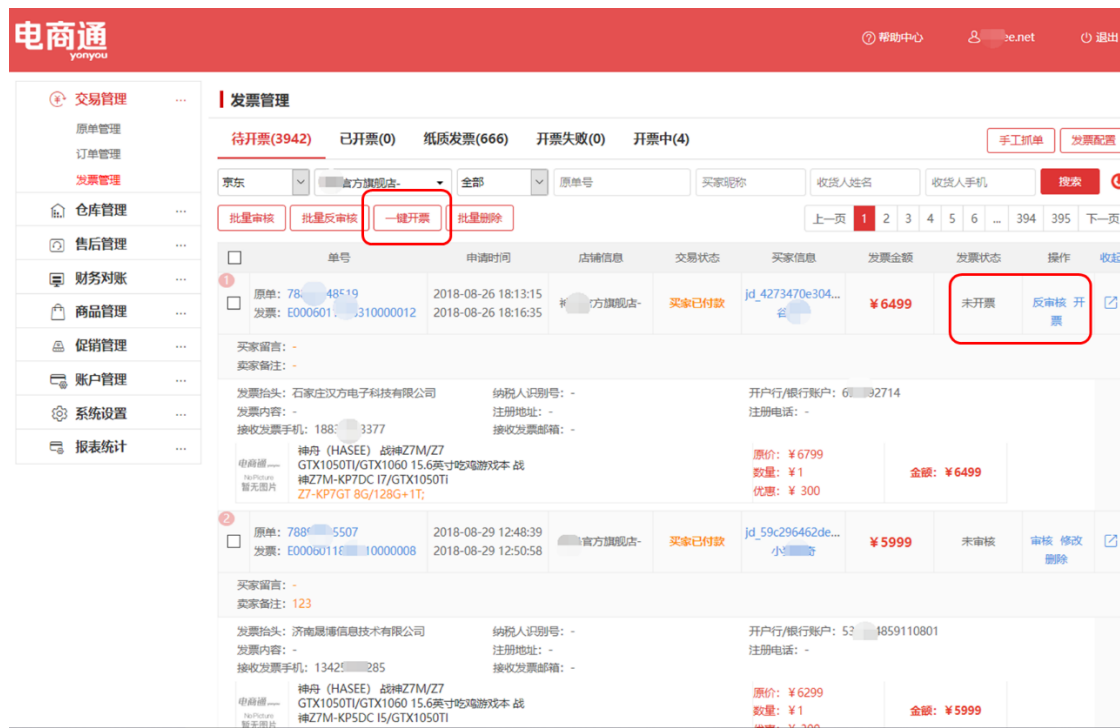 电商通
yonyou
帮助中心
ee.net
退出
交易管理 ...
原单管理
订单管理
发票管理
仓库管理 ...
售后管理 ...
财务对账 ...
商品管理 ...
促销管理 ...
账户管理 ...
系统设置 ...
报表统计 ...
发票管理
待开票(3942) 已开票(0) 纸质发票(666) 开票失败(0) 开票中(4)
手工抓单 发票配置
京东 官方旗舰店- 全部 原单号 买家昵称 收货人姓名 收货人手机 搜索
批量审核 批量反审核 一键开票 批量删除 上一页 1 2 3 4 5 6 ... 394 395 下一页
单号 申请时间 店铺信息 交易状态 买家信息 发票金额 发票状态 操作 收起
1
原单: 78 48519 2018-08-26 18:13:15 方旗舰店- 买家已付款 jd_4273470e304... ¥6499 未开票 反审核 开票
发票: E000601 310000012 2018-08-26 18:16:35
买家留言: -
卖家备注: -
发票抬头: 石家庄汉方电子科技有限公司 纳税人识别号: - 开户行/银行账户: 6 92714
发票内容: - 注册地址: - 注册电话: -
接收发票手机: 188 3377 接收发票邮箱: -
电商通
No Picture
暂无图片
神舟（HASEE） 战神Z7M/Z7
GTX1050TI/GTX1060 15.6英寸吃鸡游戏本 战
神Z7M-KP7DC I7/GTX1050Ti
Z7-KP7GT 8G/128G+1T;
原价: ¥6799
数量: ¥1
优惠: ¥ 300
金额: ¥6499
2
原单: 788 5507 2018-08-29 12:48:39 官方旗舰店- 买家已付款 jd_59c296462de... ¥5999 未审核 审核 修改
发票: E00060118 10000008 2018-08-29 12:50:58 小 奇 删除
买家留言: -
卖家备注: 123
发票抬头: 济南晟博信息技术有限公司 纳税人识别号: - 开户行/银行账户: 53 4859110801
发票内容: - 注册地址: - 注册电话: -
接收发票手机: 1342 285 接收发票邮箱: -
电商通
No Picture
暂无图片
神舟（HASEE） 战神Z7M/Z7
GTX1050TI/GTX1060 15.6英寸吃鸡游戏本 战
神Z7M-KP5DC I5/GTX1050TI
原价: ¥6299
数量: ¥1
金额: ¥5999